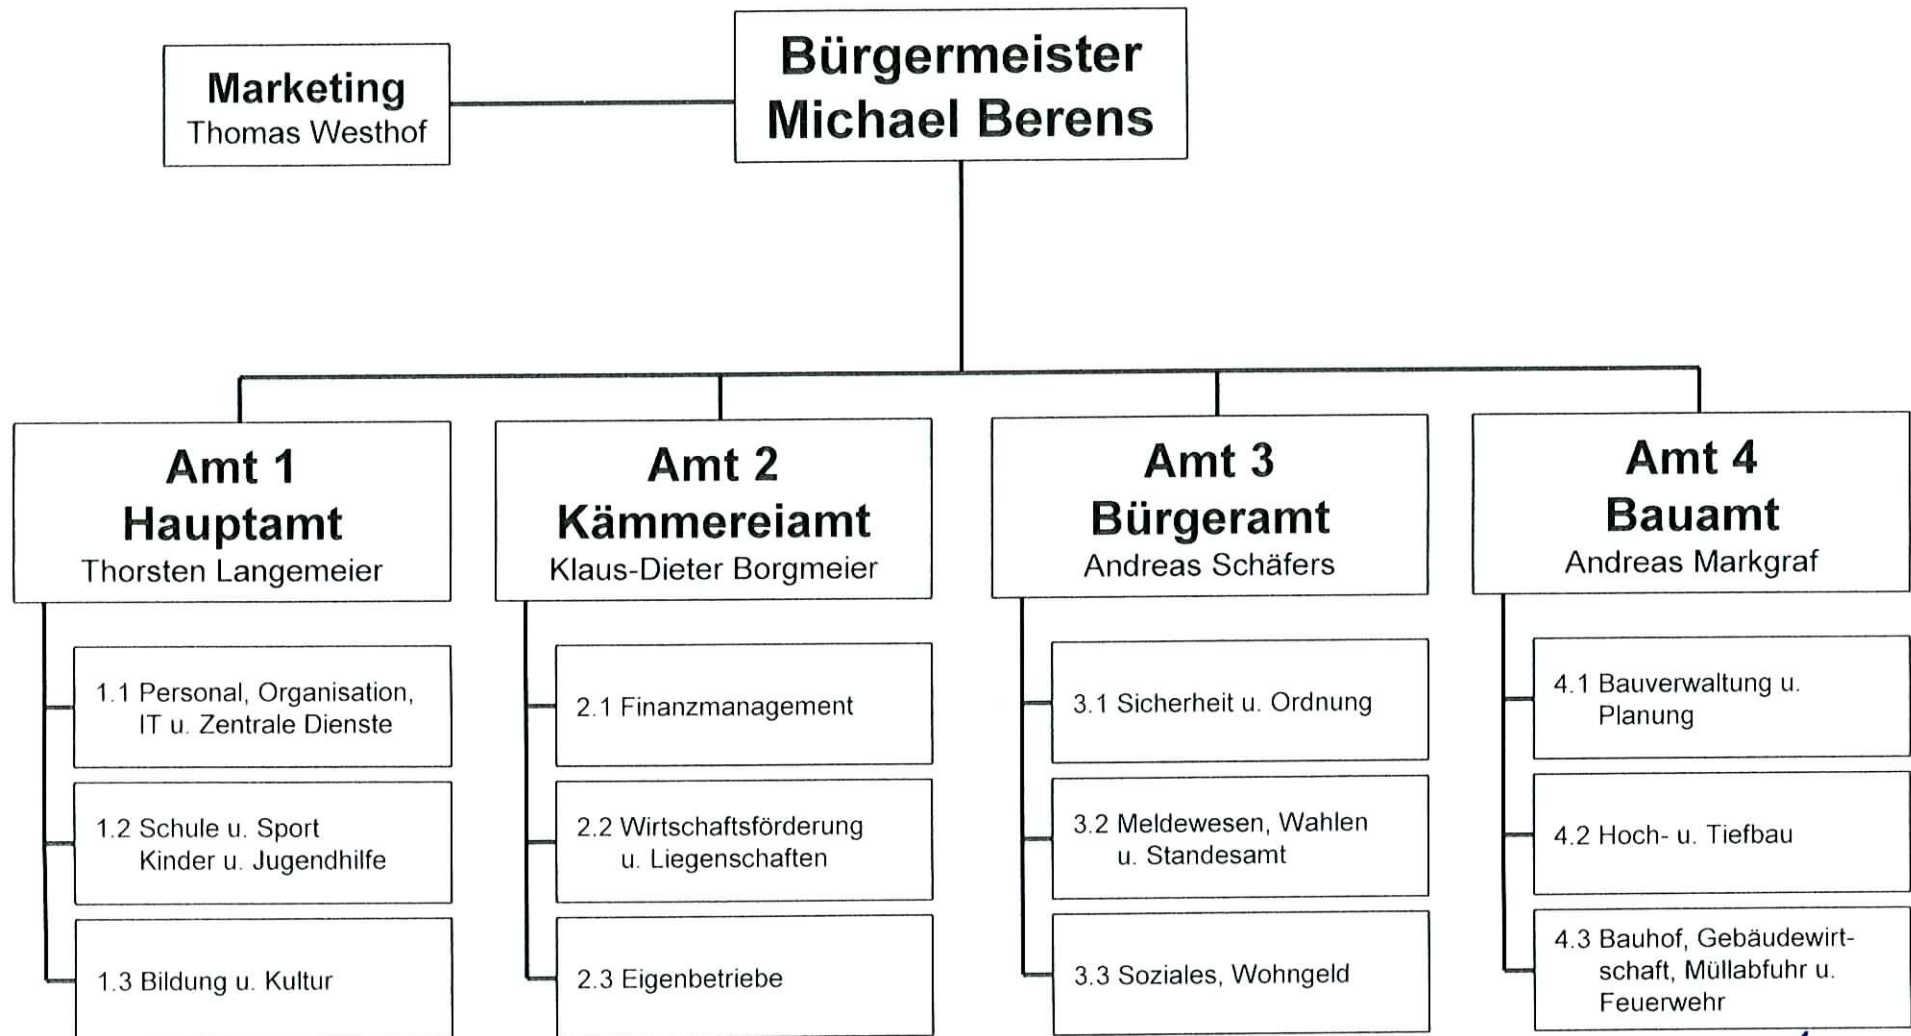 Marketing
Thomas Westhof
Bürgermeister
Michael Berens
Amt 1
Hauptamt
Thorsten Langemeier
1.1 Personal, Organisation,
IT u. Zentrale Dienste
1.2 Schule u. Sport
Kinder u. Jugendhilfe
1.3 Bildung u. Kultur
Amt 2
Kämmereiamt
Klaus-Dieter Borgmeier
2.1 Finanzmanagement
2.2 Wirtschaftsförderung
u. Liegenschaften
2.3 Eigenbetriebe
Amt 3
Bürgeramt
Andreas Schäfers
3.1 Sicherheit u. Ordnung
3.2 Meldewesen, Wahlen
u. Standesamt
3.3 Soziales, Wohngeld
Amt 4
Bauamt
Andreas Markgraf
4.1 Bauverwaltung u.
Planung
4.2 Hoch- u. Tiefbau
4.3 Bauhof, Gebäudewirt-
schaft, Müllabfuhr u.
Feuerwehr